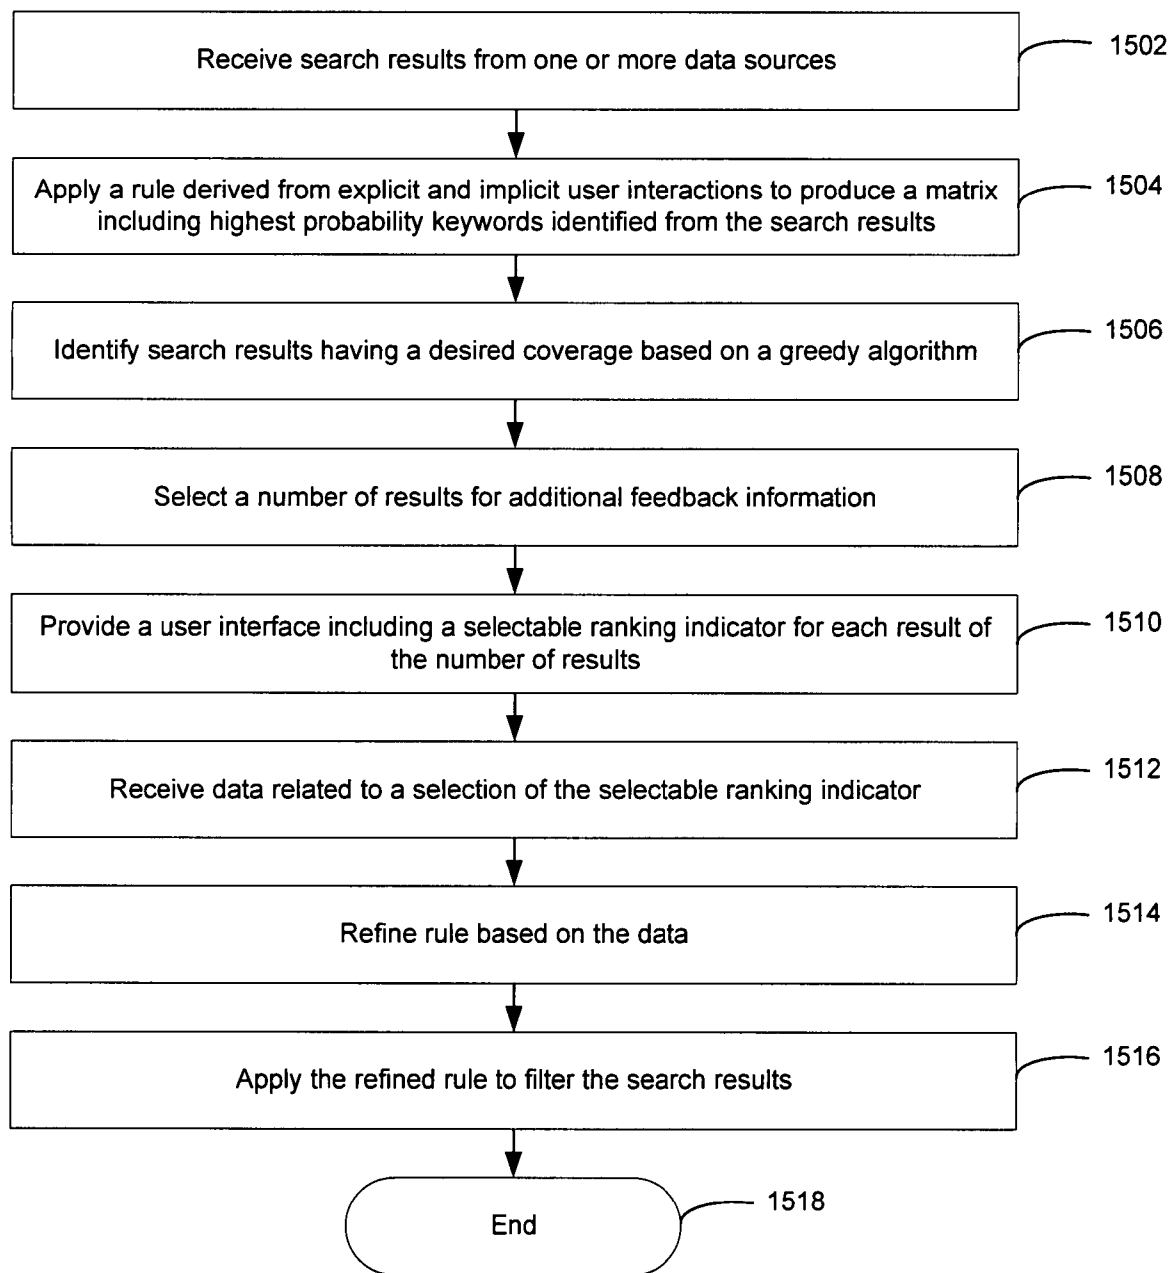 Receive search results from one or more data sources
1502
Apply a rule derived from explicit and implicit user interactions to produce a matrix
including highest probability keywords identified from the search results
1504
Identify search results having a desired coverage based on a greedy algorithm
1506
Select a number of results for additional feedback information
1508
Provide a user interface including a selectable ranking indicator for each result of
the number of results
1510
Receive data related to a selection of the selectable ranking indicator
1512
Refine rule based on the data
1514
Apply the refined rule to filter the search results
1516
End
1518